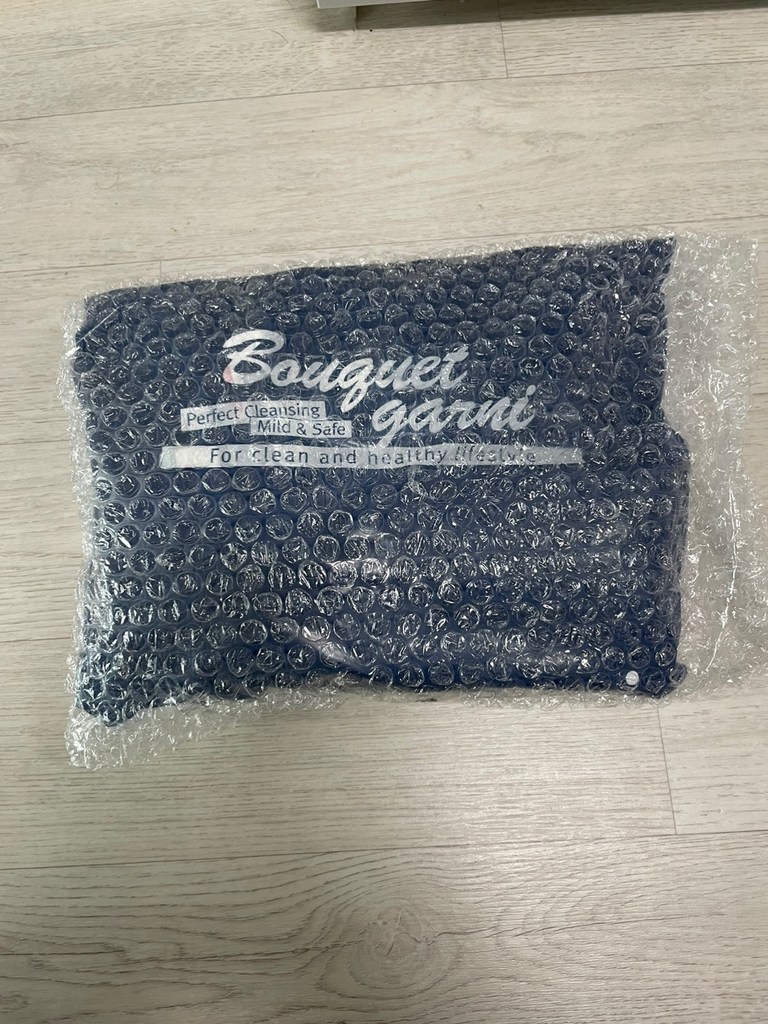 Bouquet
garni
Perfect Cleansing
Mild & Safe
For clean and healthy lifestyle